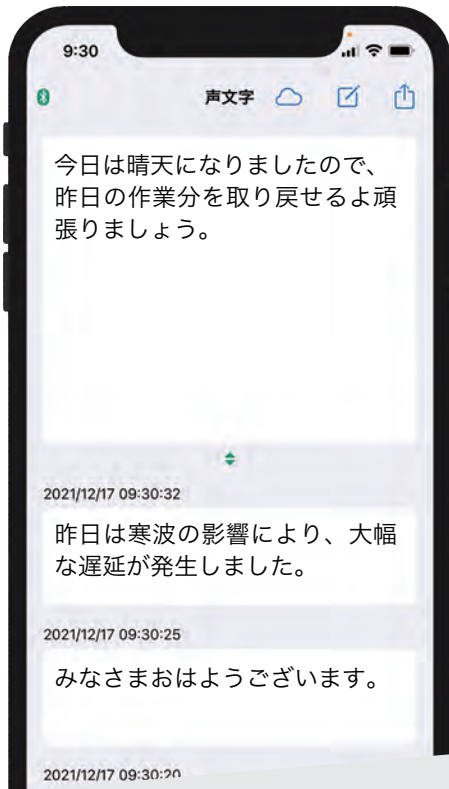 9:30
声文字
今日は晴天になりましたので、
昨日の作業分を取り戻せるよ頑
張りましょう。
2021/12/17 09:30:32
昨日は寒波の影響により、大幅
な遅延が発生しました。
2021/12/17 09:30:25
みなさまおはようございます。
2021/12/17 09:30:20